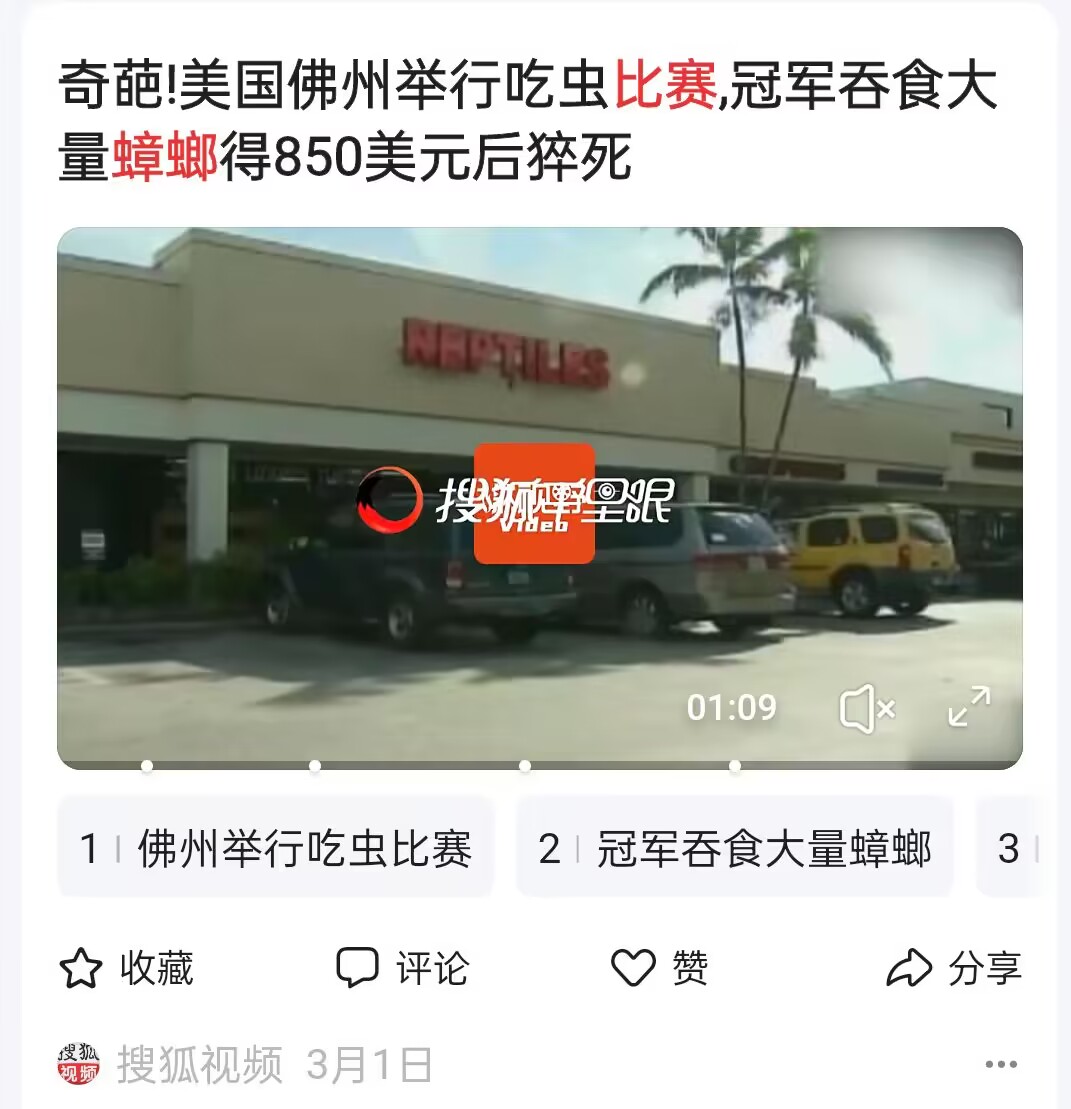 奇葩!美国佛州举行吃虫比赛,冠军吞食大
量蟑螂得850美元后猝死
REPTILES
搜狐
Video
01:09
1 佛州举行吃虫比赛
2 冠军吞食大量蟑螂
3
收藏
评论
赞
分享
搜狐视频
搜狐视频 3月1日